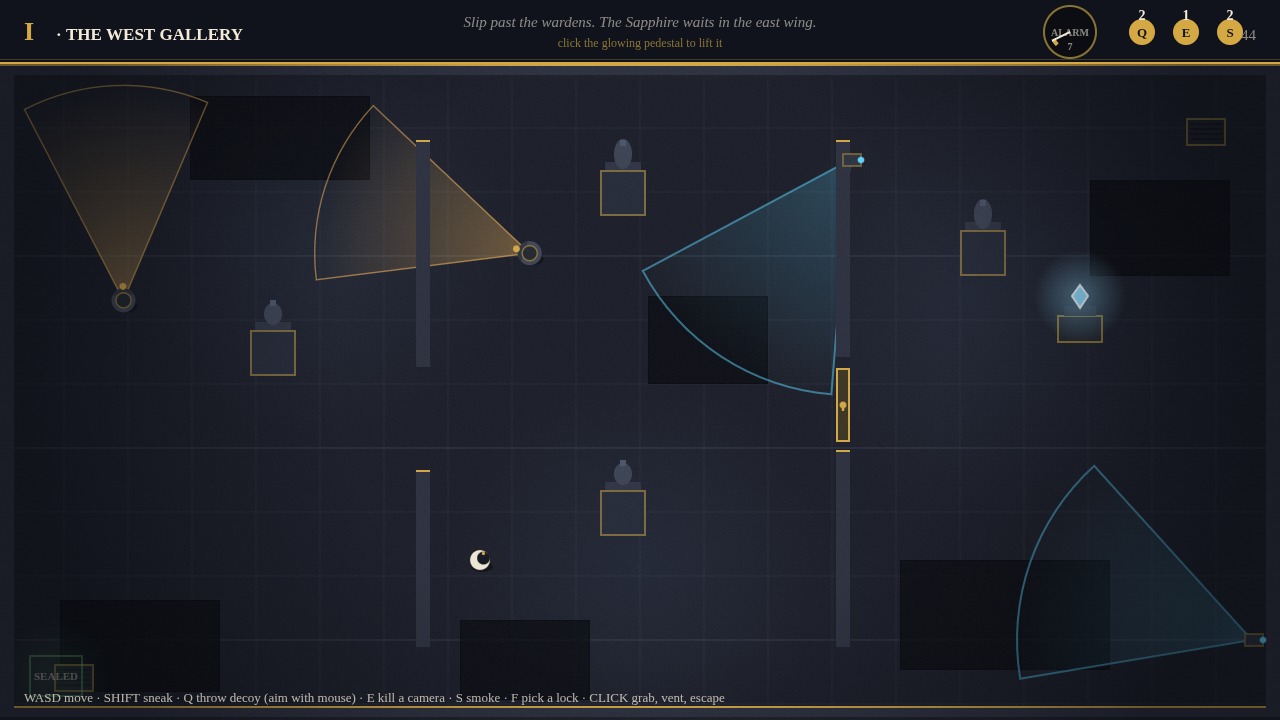 I · THE WEST GALLERY
Slip past the wardens. The Sapphire waits in the east wing.
click the glowing pedestal to lift it
ALARM
7
2 1 2
Q E S
44
SEALED
WASD move · SHIFT sneak · Q throw decoy (aim with mouse) · E kill a camera · S smoke · F pick a lock · CLICK grab, vent, escape